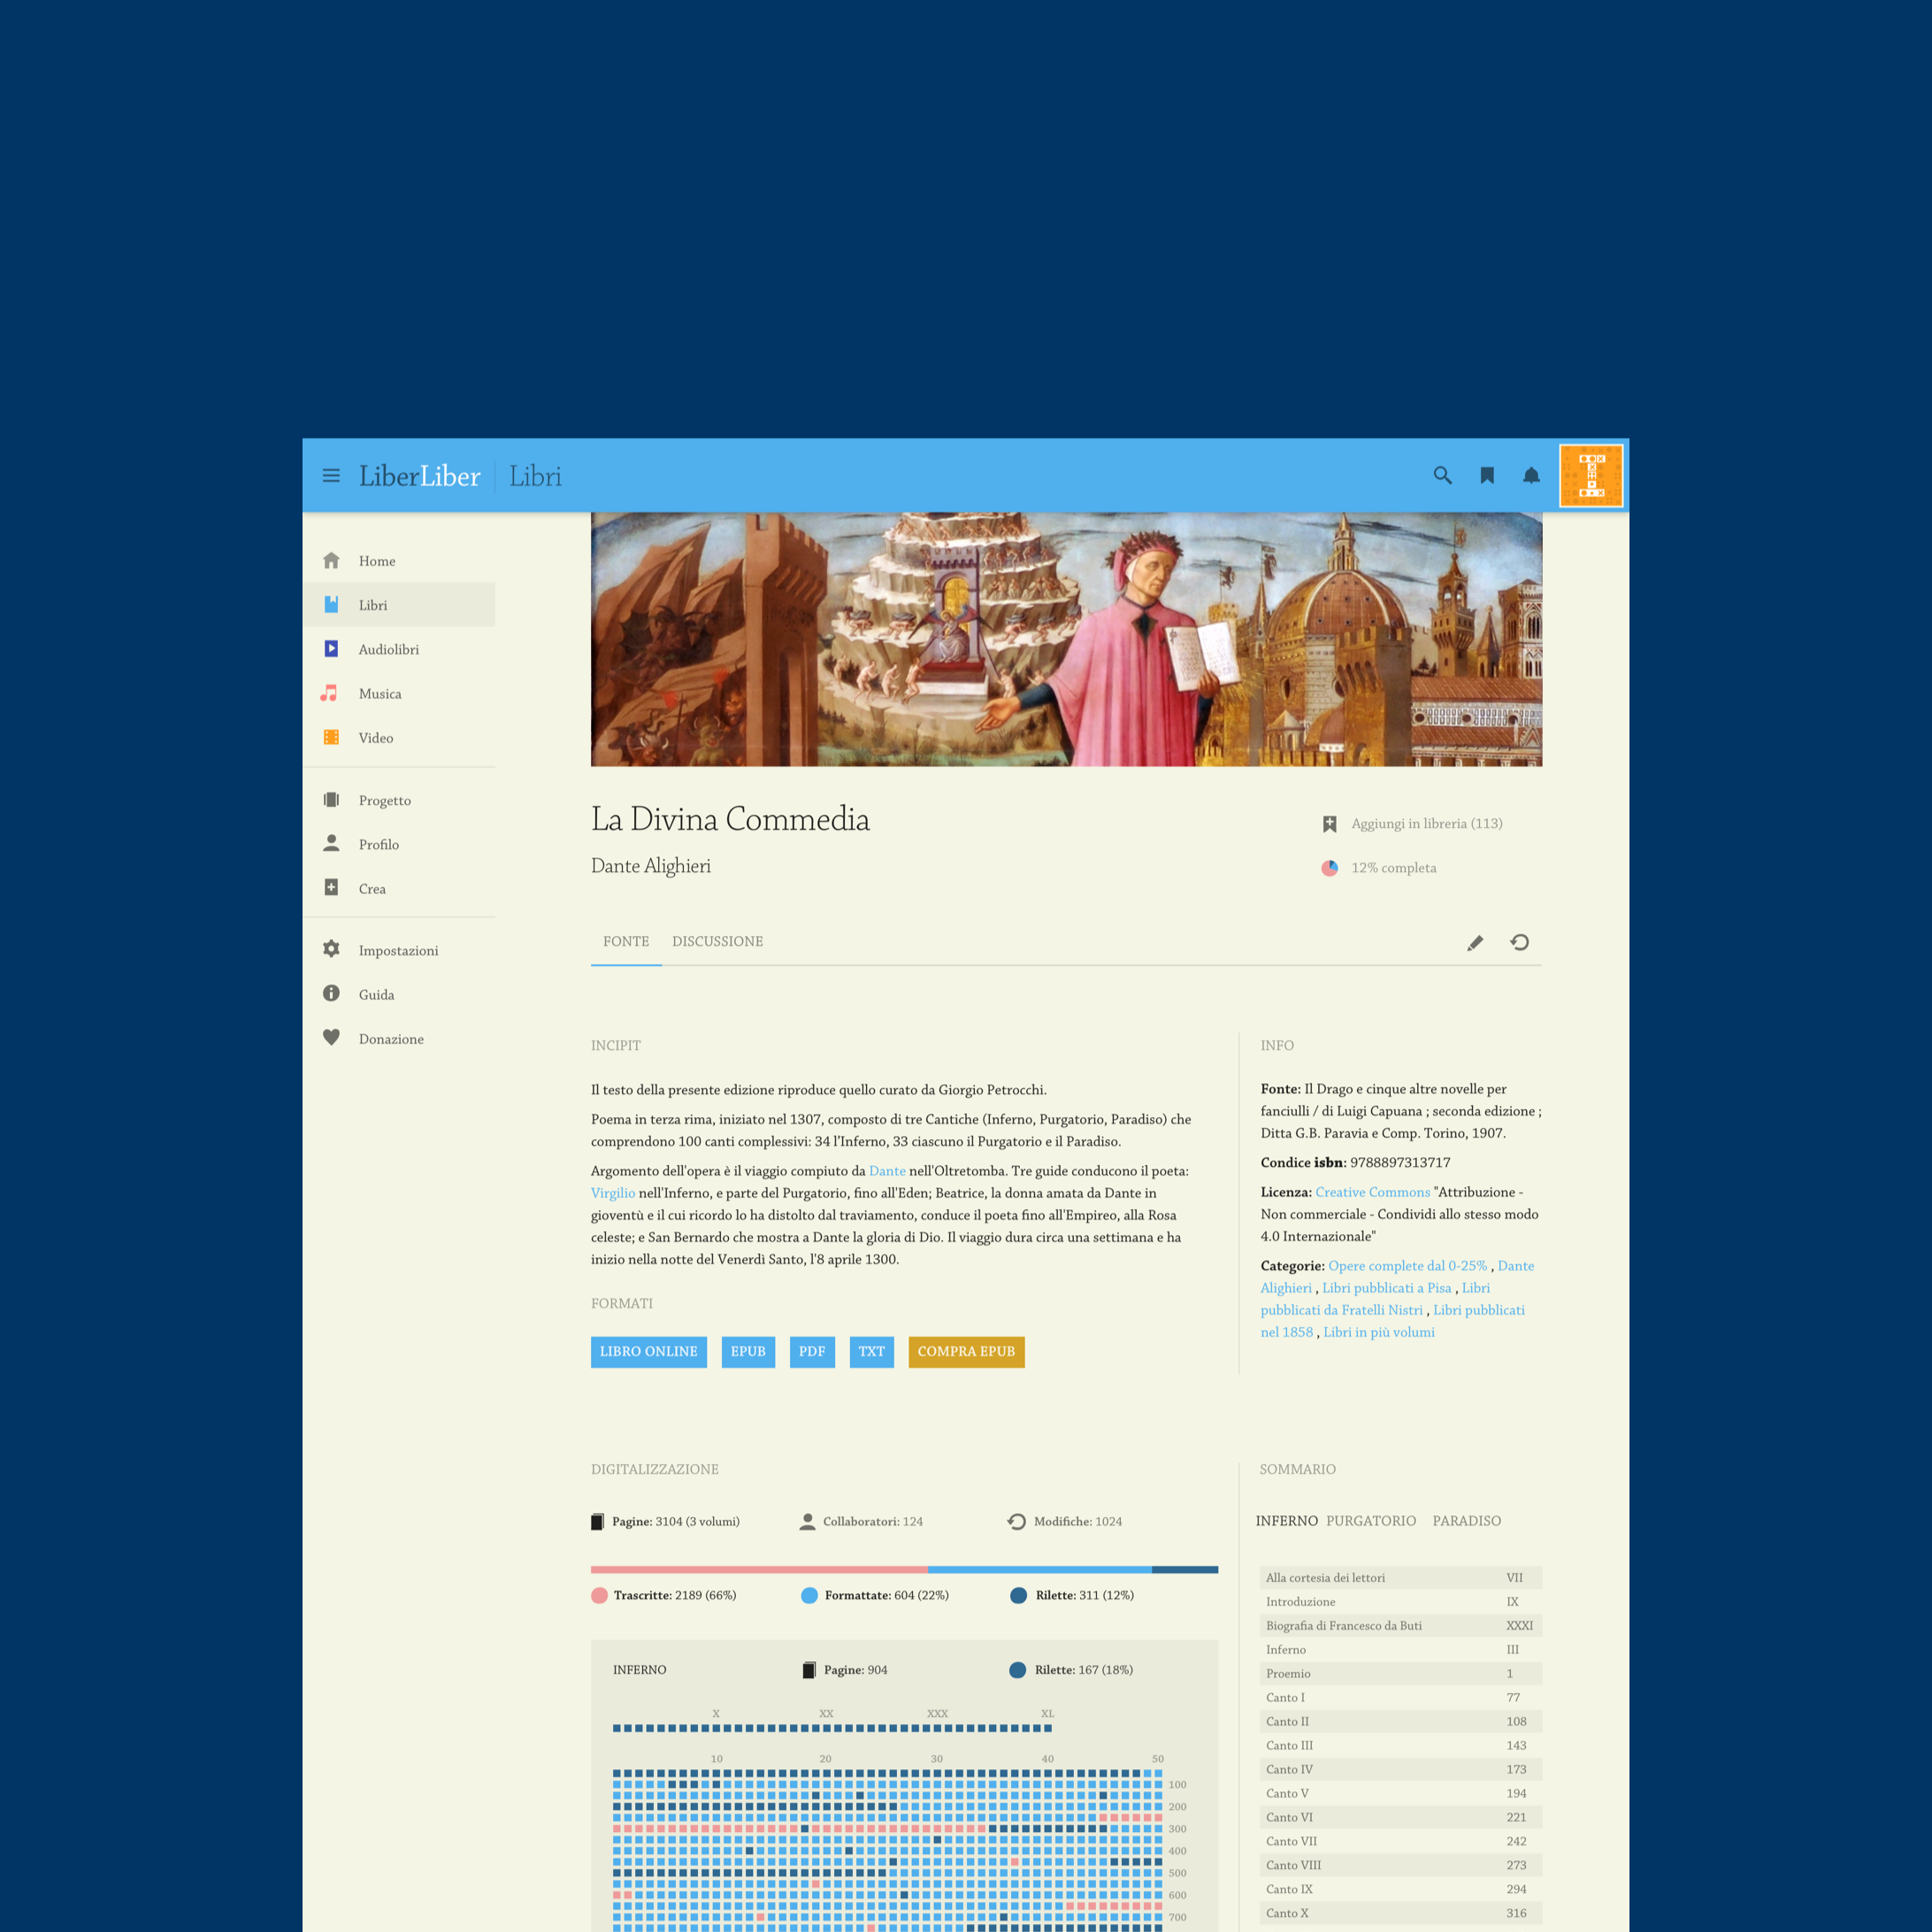 LiberLiber Libri
Home
Libri
Audiolibri
Musica
Video
Progetto
Profilo
Crea
Impostazioni
Guida
Donazione
La Divina Commedia
Dante Alighieri
Aggiungi in libreria (113)
12% completa
FONTE DISCUSSIONE
INCIPIT
Il testo della presente edizione riproduce quello curato da Giorgio Petrocchi.
Poema in terza rima, iniziato nel 1307, composto di tre Cantiche (Inferno, Purgatorio, Paradiso) che
comprendono 100 canti complessivi: 34 l'Inferno, 33 ciascuno il Purgatorio e il Paradiso.
Argomento dell'opera è il viaggio compiuto da Dante nell'Oltretomba. Tre guide conducono il poeta:
Virgilio nell'Inferno, e parte del Purgatorio, fino all'Eden; Beatrice, la donna amata da Dante in
gioventù e il cui ricordo lo ha distolto dal traviamento, conduce il poeta fino all'Empireo, alla Rosa
celeste; e San Bernardo che mostra a Dante la gloria di Dio. Il viaggio dura circa una settimana e ha
inizio nella notte del Venerdì Santo, l'8 aprile 1300.
FORMATI
LIBRO ONLINE EPUB PDF TXT COMPRA EPUB
INFO
Fonte: Il Drago e cinque altre novelle per
fanciulli / di Luigi Capuana ; seconda edizione ;
Ditta G.B. Paravia e Comp. Torino, 1907.
Condice isbn: 9788897313717
Licenza: Creative Commons "Attribuzione -
Non commerciale - Condividi allo stesso modo
4.0 Internazionale"
Categorie: Opere complete dal 0-25% , Dante
Alighieri , Libri pubblicati a Pisa , Libri
pubblicati da Fratelli Nistri , Libri pubblicati
nel 1858 , Libri in più volumi
DIGITALIZZAZIONE
Pagine: 3104 (3 volumi) Collaboratori: 124 Modifiche: 1024
Trascritte: 2189 (66%) Formattate: 604 (22%) Rilette: 311 (12%)
INFERNO Pagine: 904 Rilette: 167 (18%)
X XX XXX XL
10 20 30 40 50
100
200
300
400
500
600
700
SOMMARIO
INFERNO PURGATORIO PARADISO
Alla cortesia dei lettori VII
Introduzione IX
Biografia di Francesco da Buti XXXI
Inferno III
Proemio 1
Canto I 77
Canto II 108
Canto III 143
Canto IV 173
Canto V 194
Canto VI 221
Canto VII 242
Canto VIII 273
Canto IX 294
Canto X 316